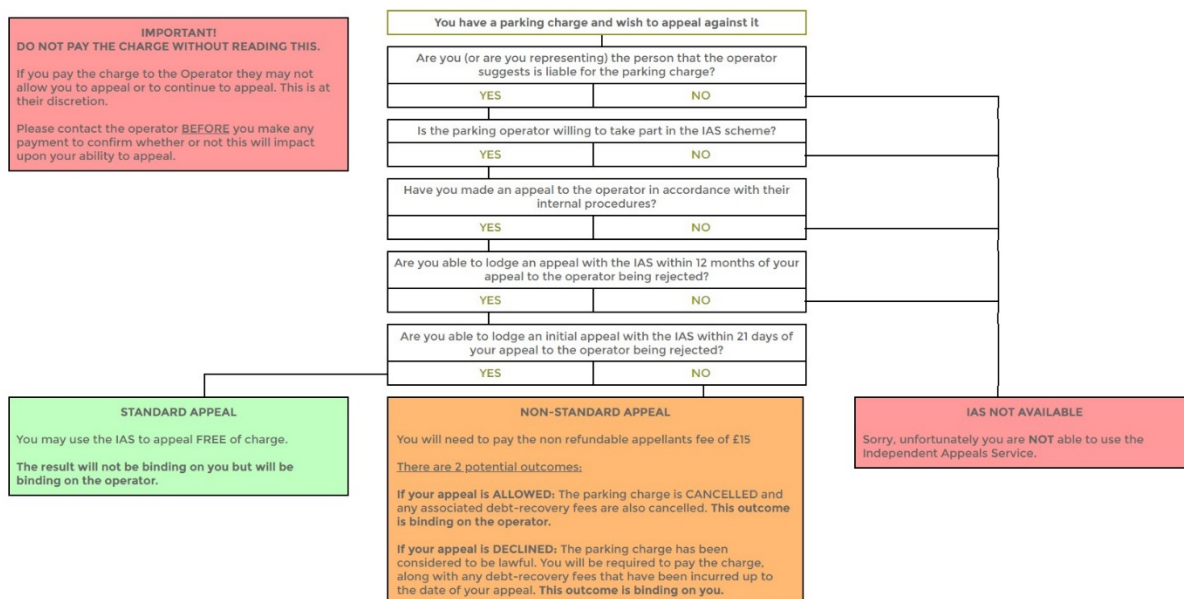 IMPORTANT!
DO NOT PAY THE CHARGE WITHOUT READING THIS.
If you pay the charge to the Operator they may not
allow you to appeal or to continue to appeal. This is at
their discretion.
Please contact the operator BEFORE you make any
payment to confirm whether or not this will impact
upon your ability to appeal.
You have a parking charge and wish to appeal against it
Are you (or are you representing) the person that the operator
suggests is liable for the parking charge?
YES NO
Is the parking operator willing to take part in the IAS scheme?
YES NO
Have you made an appeal to the operator in accordance with their
internal procedures?
YES NO
Are you able to lodge an appeal with the IAS within 12 months of your
appeal to the operator being rejected?
YES NO
Are you able to lodge an initial appeal with the IAS within 21 days of
your appeal to the operator being rejected?
YES NO
STANDARD APPEAL
You may use the IAS to appeal FREE of charge.
The result will not be binding on you but will be
binding on the operator.
NON-STANDARD APPEAL
You will need to pay the non refundable appellants fee of £15
There are 2 potential outcomes:
If your appeal is ALLOWED: The parking charge is CANCELLED and
any associated debt-recovery fees are also cancelled. This outcome
is binding on the operator.
If your appeal is DECLINED: The parking charge has been
considered to be lawful. You will be required to pay the charge,
along with any debt-recovery fees that have been incurred up to
the date of your appeal. This outcome is binding on you.
IAS NOT AVAILABLE
Sorry, unfortunately you are NOT able to use the
Independent Appeals Service.